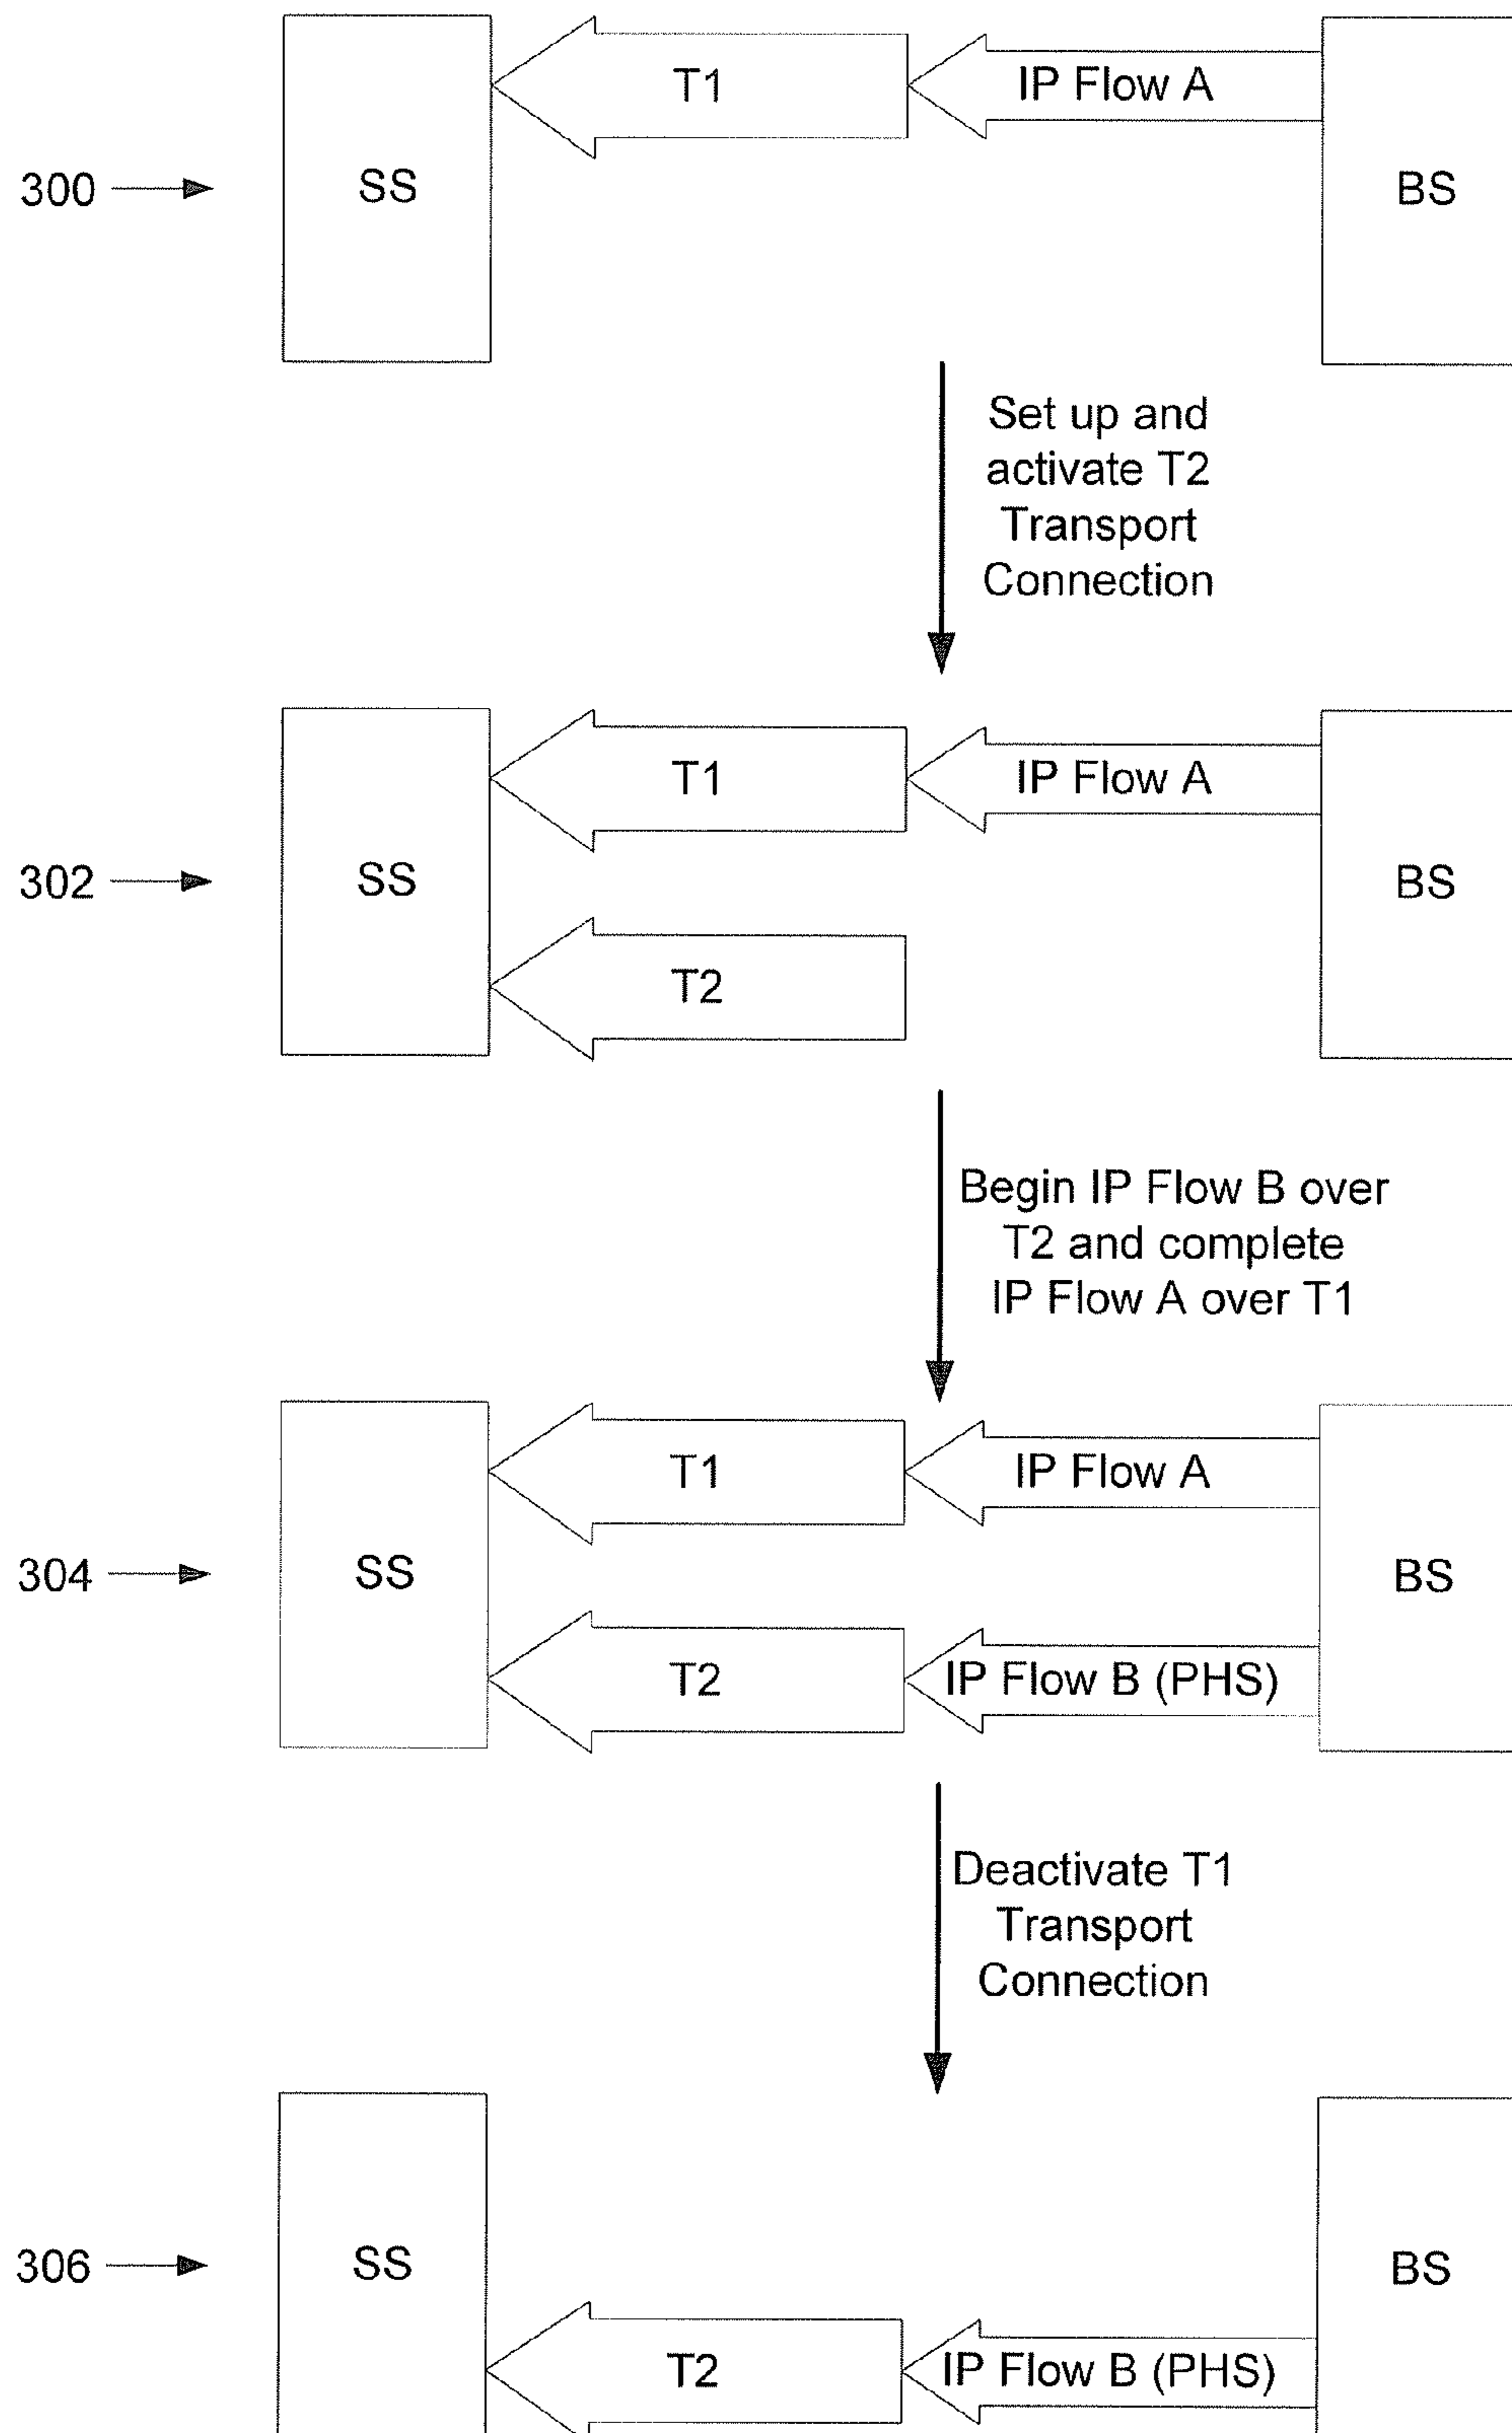 T1
IP Flow A
300
SS
BS
Set up and
activate T2
Transport
Connection
T1
IP Flow A
302
SS
BS
T2
Begin IP Flow B over
T2 and complete
IP Flow A over T1
T1
IP Flow A
304
SS
BS
T2
IP Flow B (PHS)
Deactivate T1
Transport
Connection
306
SS
BS
T2
IP Flow B (PHS)